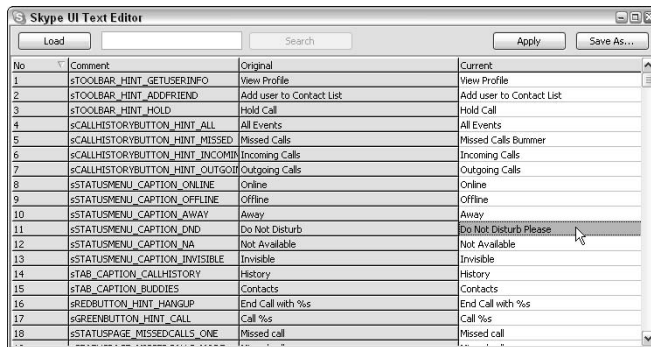 Skype UI Text Editor
Load Search Apply Save As...
No Comment Original Current
1 sTOOLBAR_HINT_GETUSERINFO View Profile View Profile
2 sTOOLBAR_HINT_ADDFRIEND Add user to Contact List Add user to Contact List
3 sTOOLBAR_HINT_HOLD Hold Call Hold Call
4 sCALLHISTORYBUTTON_HINT_ALL All Events All Events
5 sCALLHISTORYBUTTON_HINT_MISSED Missed Calls Missed Calls Bummer
6 sCALLHISTORYBUTTON_HINT_INCOMIN Incoming Calls Incoming Calls
7 sCALLHISTORYBUTTON_HINT_OUTGOIN Outgoing Calls Outgoing Calls
8 sSTATUSMENU_CAPTION_ONLINE Online Online
9 sSTATUSMENU_CAPTION_OFFLINE Offline Offline
10 sSTATUSMENU_CAPTION_AWAY Away Away
11 sSTATUSMENU_CAPTION_DND Do Not Disturb Do Not Disturb Please
12 sSTATUSMENU_CAPTION_NA Not Available Not Available
13 sSTATUSMENU_CAPTION_INVISIBLE Invisible Invisible
14 sTAB_CAPTION_CALLHISTORY History History
15 sTAB_CAPTION_BUDDIES Contacts Contacts
16 sREDBUTTON_HINT_HANGUP End Call with %s End Call with %s
17 sGREENBUTTON_HINT_CALL Call %s Call %s
18 sSTATUSPAGE_MISSEDCALLS_ONE Missed call Missed call